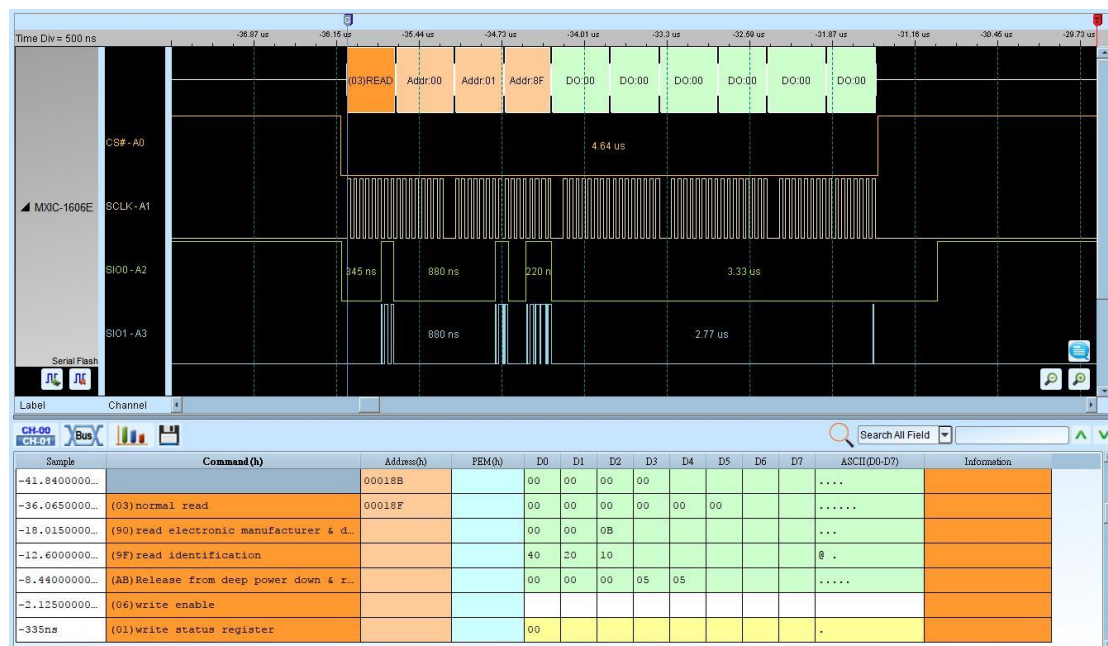 G T
Time Div = 500 ns -36.87 us -36.15 us -35.44 us -34.73 us -34.01 us -33.3 us -32.59 us -31.87 us -31.16 us -30.45 us -29.73 us
(03)READ Addr:00 Addr:01 Addr:8F DO:00 DO:00 DO:00 DO:00 DO:00 DO:00
CS# - A0 4.64 us
MXIC-1606E SCLK - A1
SIO0 - A2 345 ns 880 ns 220 n 3.33 us
SIO1 - A3 880 ns 2.77 us
Serial Flash
Label Channel
CH-00
CH-01 Bus Search All Field
Sample Command(h) Address(h) PEM(h) D0 D1 D2 D3 D4 D5 D6 D7 ASCII(D0-D7) Information
-41.8400000... 00018B 00 00 00 00 ....
-36.0650000... (03)normal read 00018F 00 00 00 00 00 00 ......
-18.0150000... (90)read electronic manufacturer & d... 00 00 0B ...
-12.6000000... (9F)read identification 40 20 10 @ .
-8.44000000... (AB)Release from deep power down & r... 00 00 00 05 05 .....
-2.12500000... (06)write enable
-335ns (01)write status register 00 .